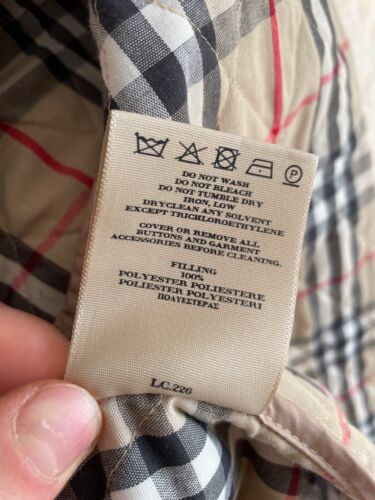 DO NOT WASH
DO NOT BLEACH
DO NOT TUMBLE DRY
IRON, LOW
DRYCLEAN ANY SOLVENT
EXCEPT TRICHLOROETHYLENE
COVER OR REMOVE ALL
BUTTONS AND GARMENT
ACCESSORIES BEFORE CLEANING.
FILLING
100%
POLYESTER POLIESTERE
POLIESTER POLYESTERI
ΠΟΛΥΕΣΤΕΡΑΣ
LC.226